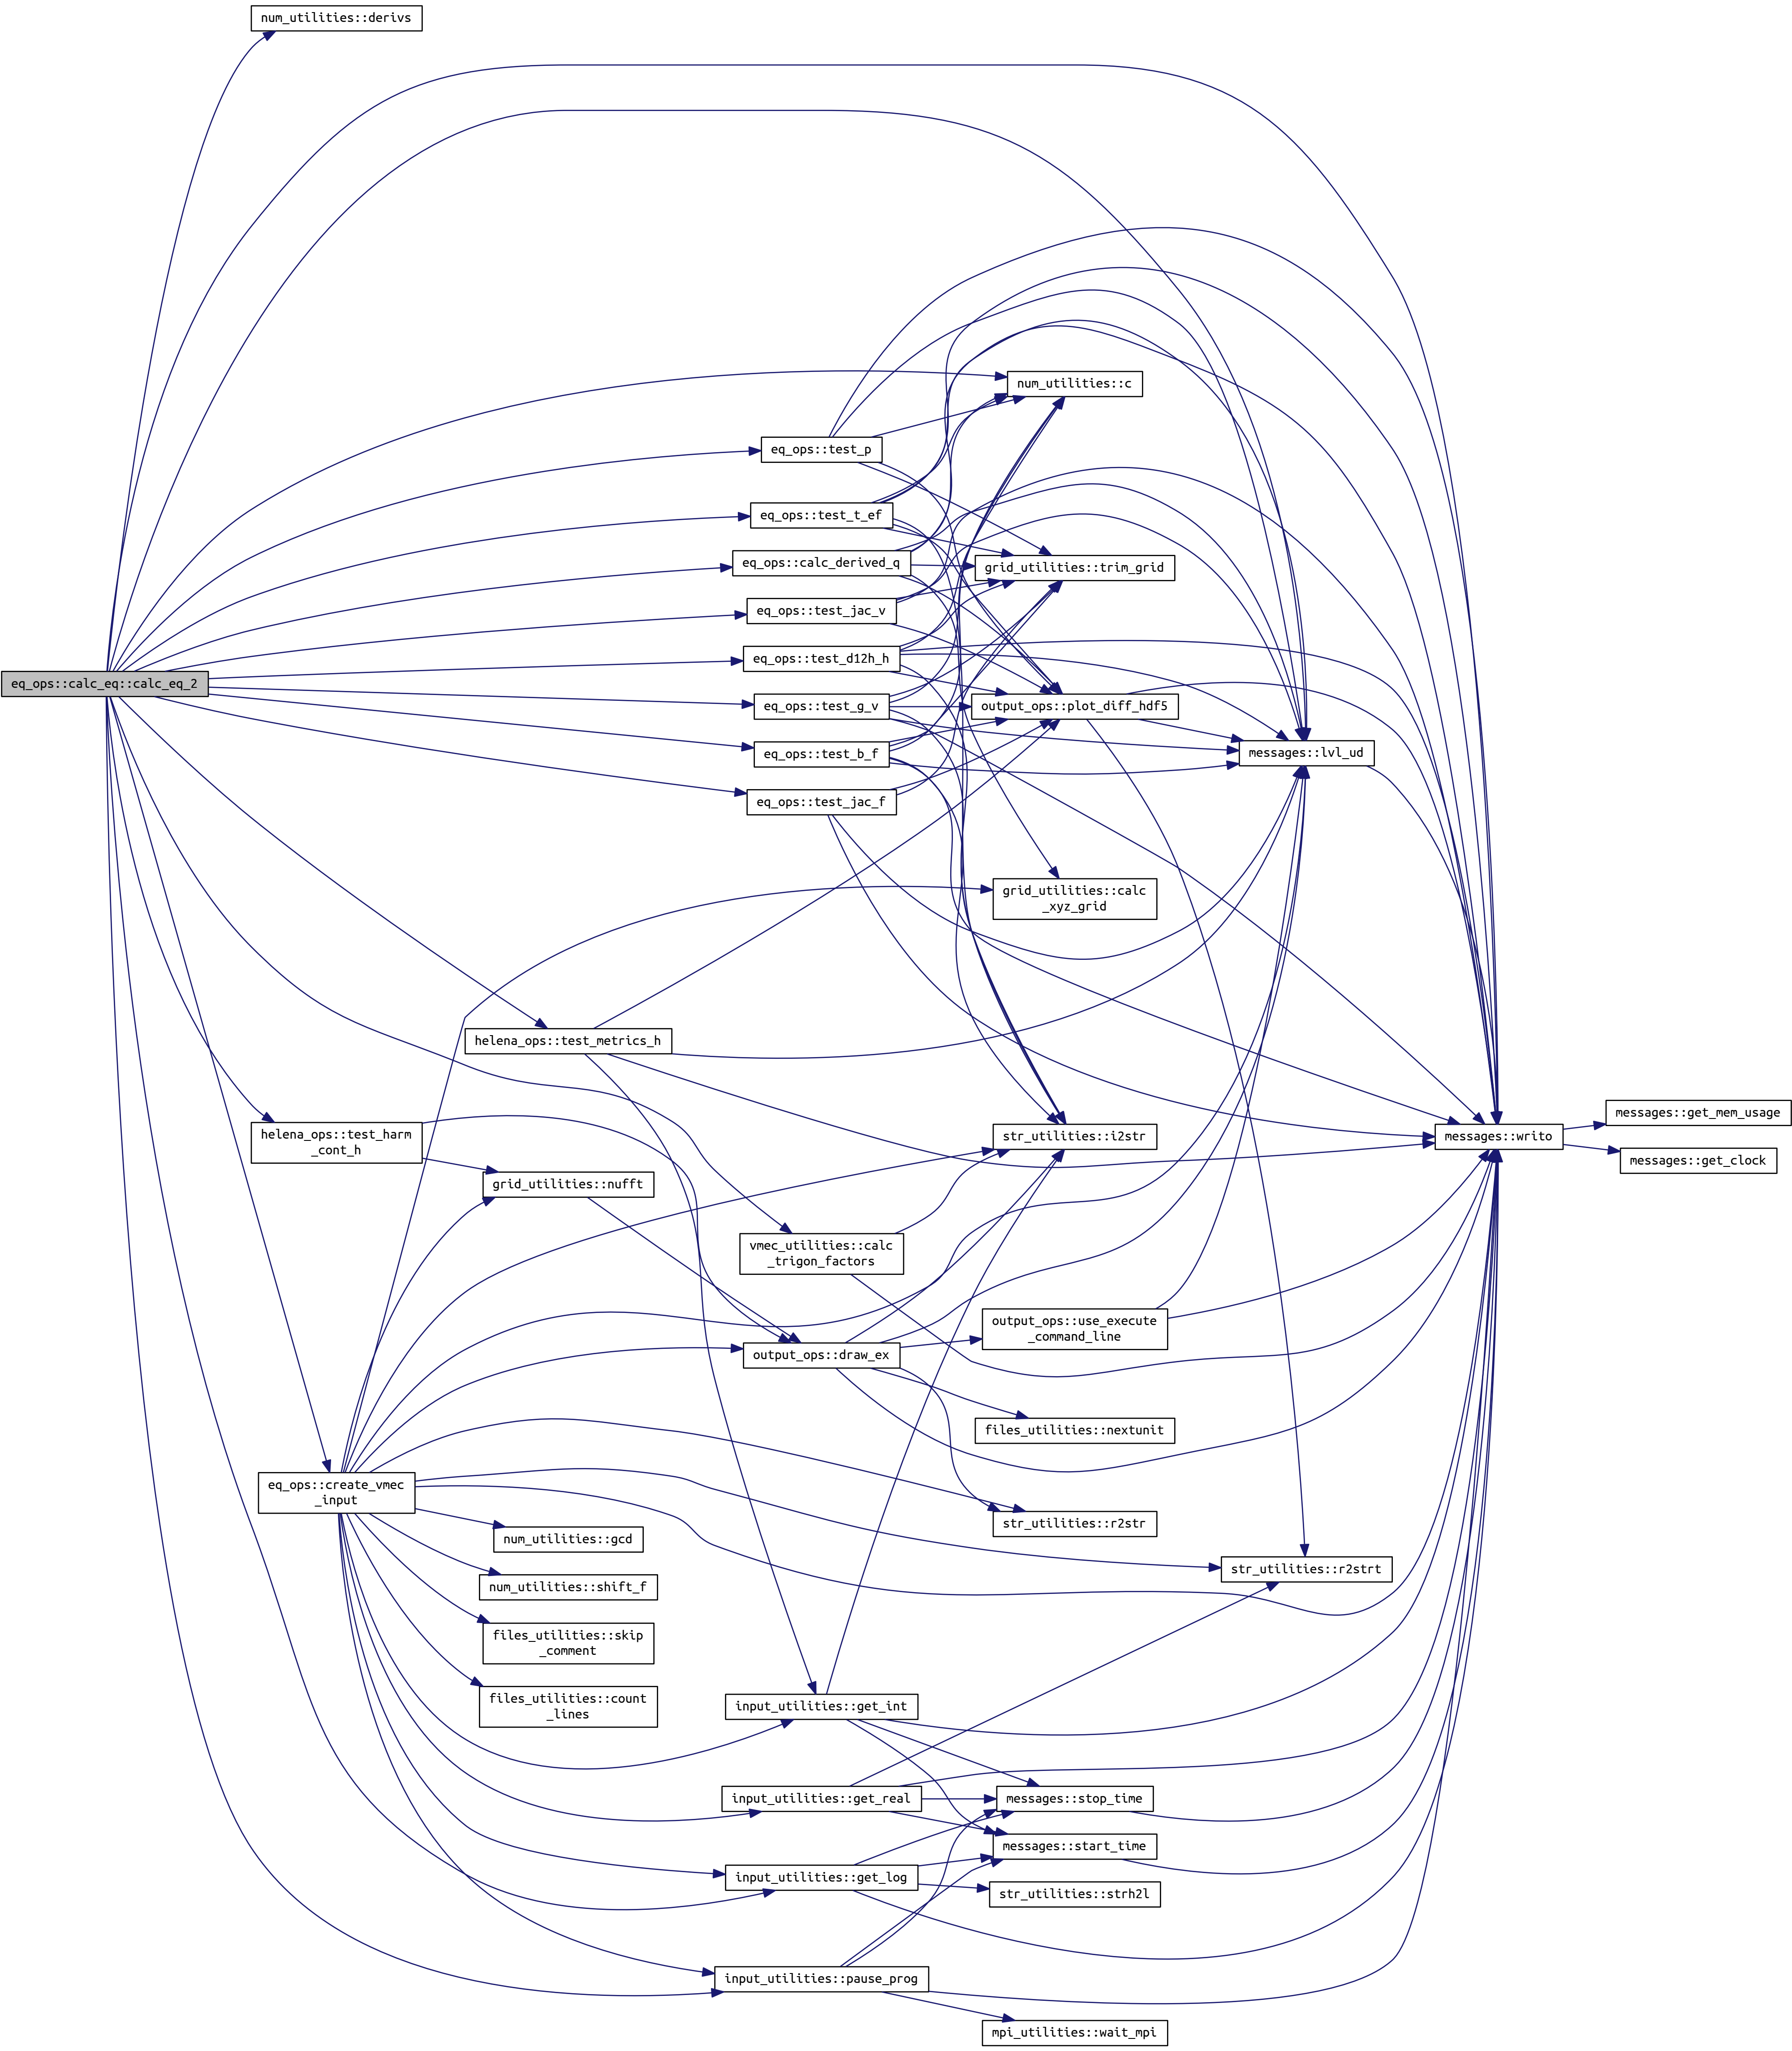 num_utilities::derivs
num_utilities::c
eq_ops::test_p
eq_ops::test_t_ef
eq_ops::calc_derived_q
grid_utilities::trim_grid
eq_ops::test_jac_v
eq_ops::test_d12h_h
eq_ops::calc_eq::calc_eq_2
eq_ops::test_g_v
output_ops::plot_diff_hdf5
eq_ops::test_b_f
messages::lvl_ud
eq_ops::test_jac_f
grid_utilities::calc
_xyz_grid
helena_ops::test_metrics_h
messages::get_mem_usage
helena_ops::test_harm
_cont_h
str_utilities::i2str
messages::writo
messages::get_clock
grid_utilities::nufft
vmec_utilities::calc
_trigon_factors
output_ops::use_execute
_command_line
output_ops::draw_ex
files_utilities::nextunit
eq_ops::create_vmec
_input
str_utilities::r2str
num_utilities::gcd
str_utilities::r2strt
num_utilities::shift_f
files_utilities::skip
_comment
files_utilities::count
_lines
input_utilities::get_int
input_utilities::get_real
messages::stop_time
messages::start_time
input_utilities::get_log
str_utilities::strh2l
input_utilities::pause_prog
mpi_utilities::wait_mpi